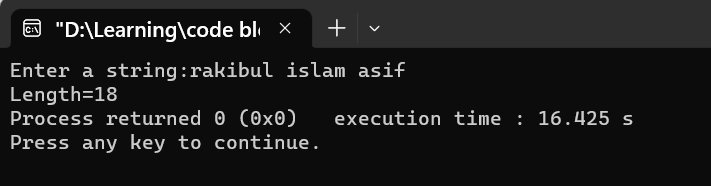 "D:\Learning\code blo
Enter a string:rakibul islam asif
Length=18
Process returned 0 (0x0)   execution time : 16.425 s
Press any key to continue.